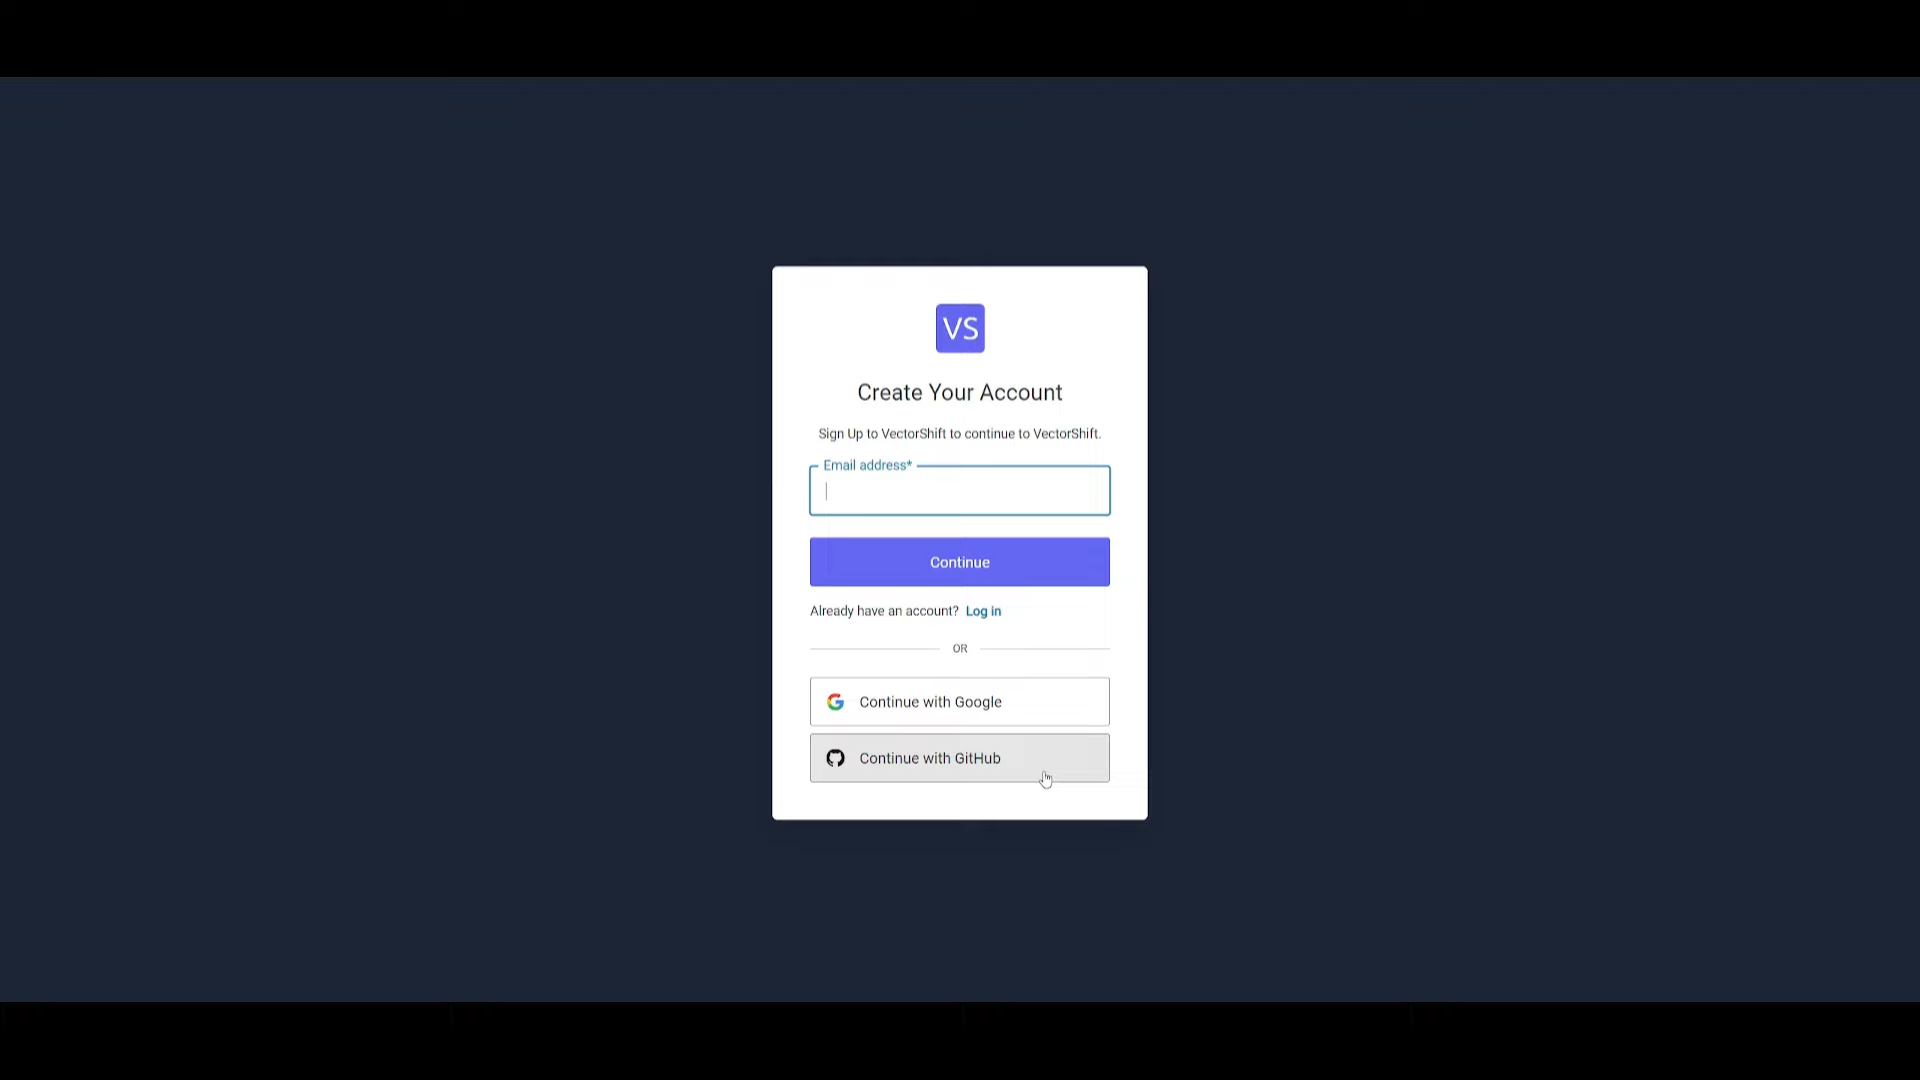 VS
Create Your Account
Sign Up to VectorShift to continue to VectorShift.
Email address*
Continue
Already have an account? Log in
OR
Continue with Google
Continue with GitHub